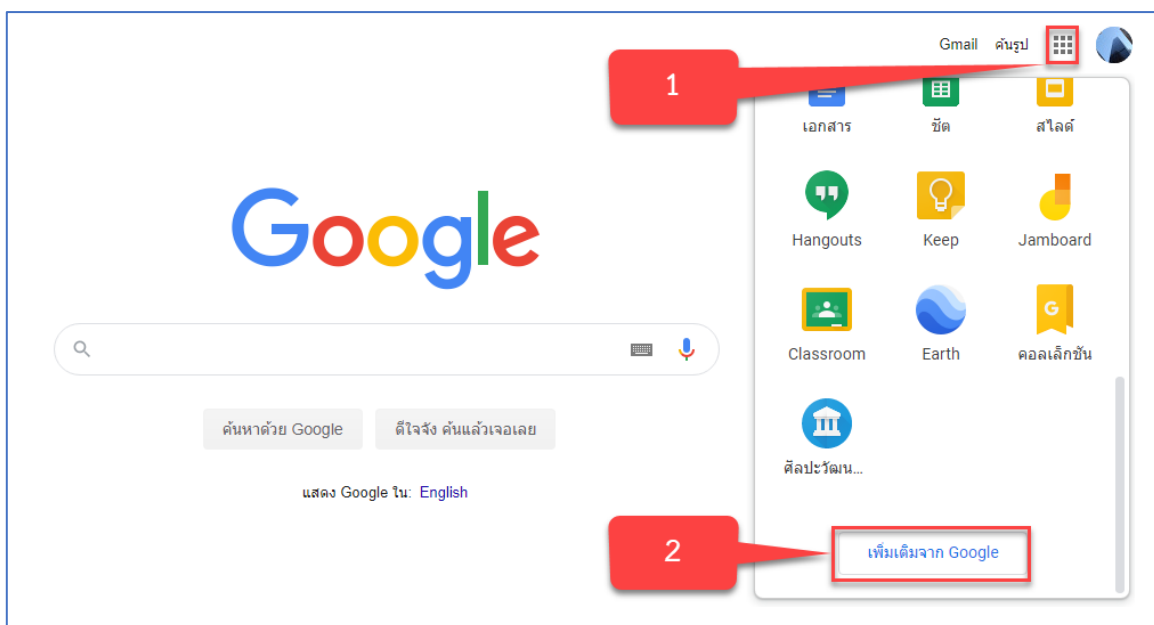 Gmail ค้นรูป
1
เอกสาร ชีต สไลด์
Google
Hangouts Keep Jamboard
G
Classroom Earth คอลเล็กชัน
ค้นหาด้วย Google ดีใจจัง ค้นแล้วเจอเลย
ศิลปะวัฒน...
แสดง Google ใน: English
2
เพิ่มเติมจาก Google